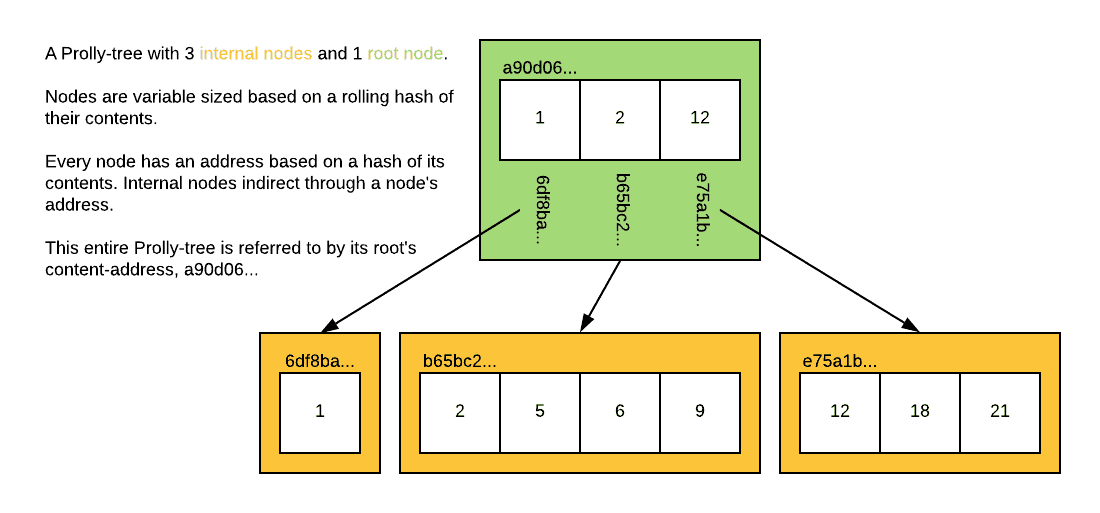 A Prolly-tree with 3 internal nodes and 1 root node.
Nodes are variable sized based on a rolling hash of
their contents.
Every node has an address based on a hash of its
contents. Internal nodes indirect through a node's
address.
This entire Prolly-tree is referred to by its root's
content-address, a90d06...
a90d06...
1 2 12
6df8ba... b65bc2... e75a1b...
6df8ba... b65bc2... e75a1b...
1 2 5 6 9 12 18 21